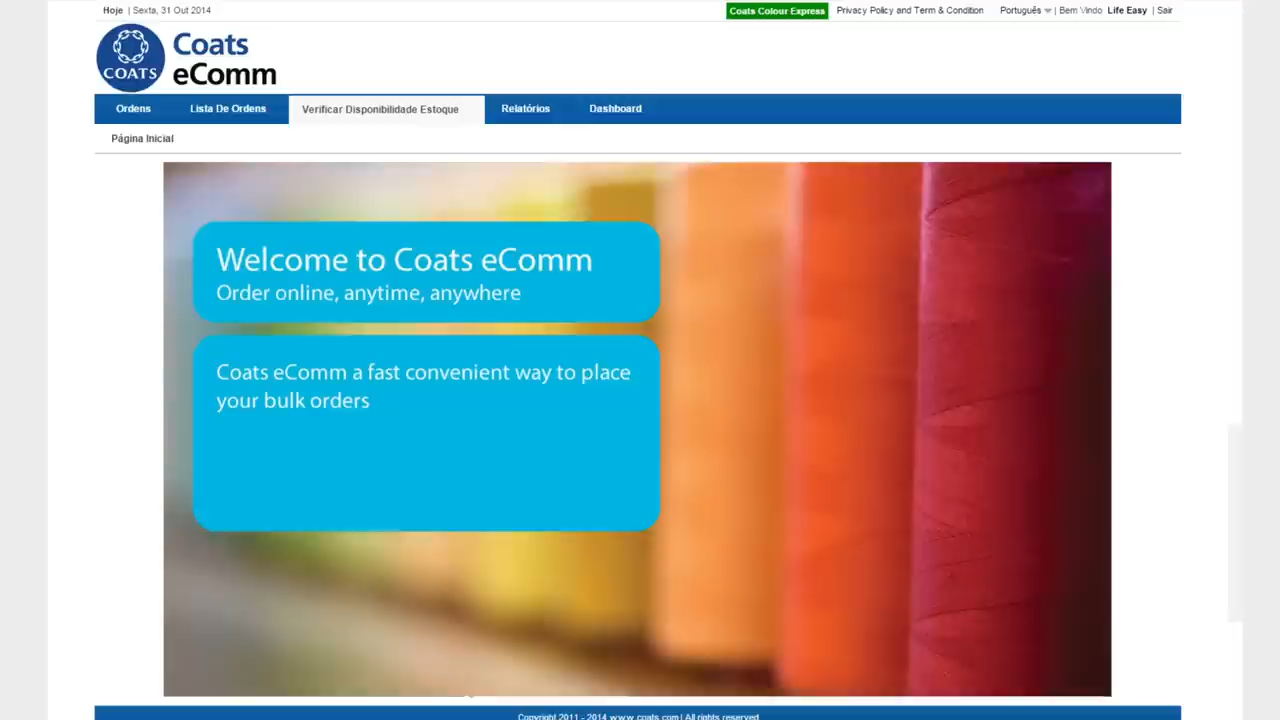 Hoje | Sexta, 31 Out 2014
Coats Colour Express Privacy Policy and Term & Condition Português | Bem Vindo Life Easy | Sair
COATS
Coats
eComm
Ordens Lista De Ordens Verificar Disponibilidade Estoque Relatórios Dashboard
Página Inicial
Welcome to Coats eComm
Order online, anytime, anywhere
Coats eComm a fast convenient way to place
your bulk orders
Copyright 2011 - 2014 www.coats.com | All rights reserved